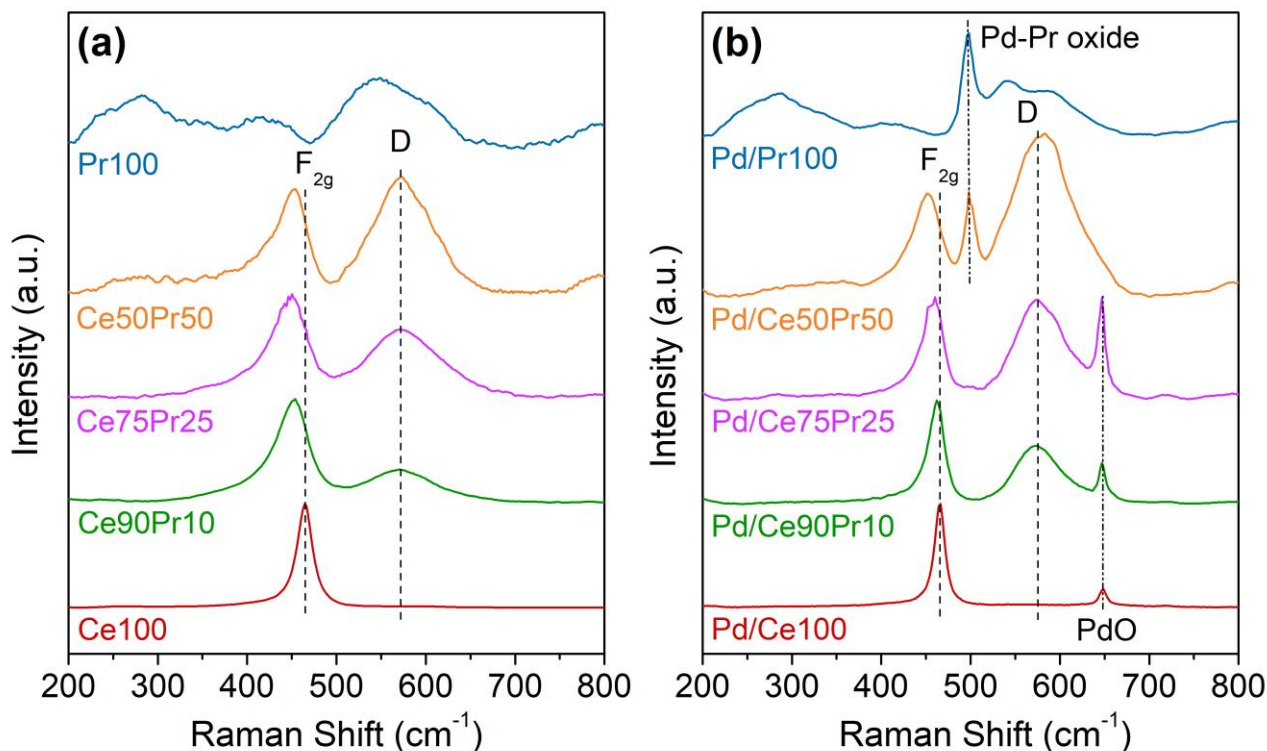 (a)
Pr100
F2g
D
Ce50Pr50
Ce75Pr25
Ce90Pr10
Ce100
200 300 400 500 600 700 800
Raman Shift (cm-1)
Intensity (a.u.)
(b)
Pd-Pr oxide
Pd/Pr100
D
F2g
Pd/Ce50Pr50
Pd/Ce75Pr25
Pd/Ce90Pr10
Pd/Ce100
PdO
200 300 400 500 600 700 800
Raman Shift (cm-1)
Intensity (a.u.)